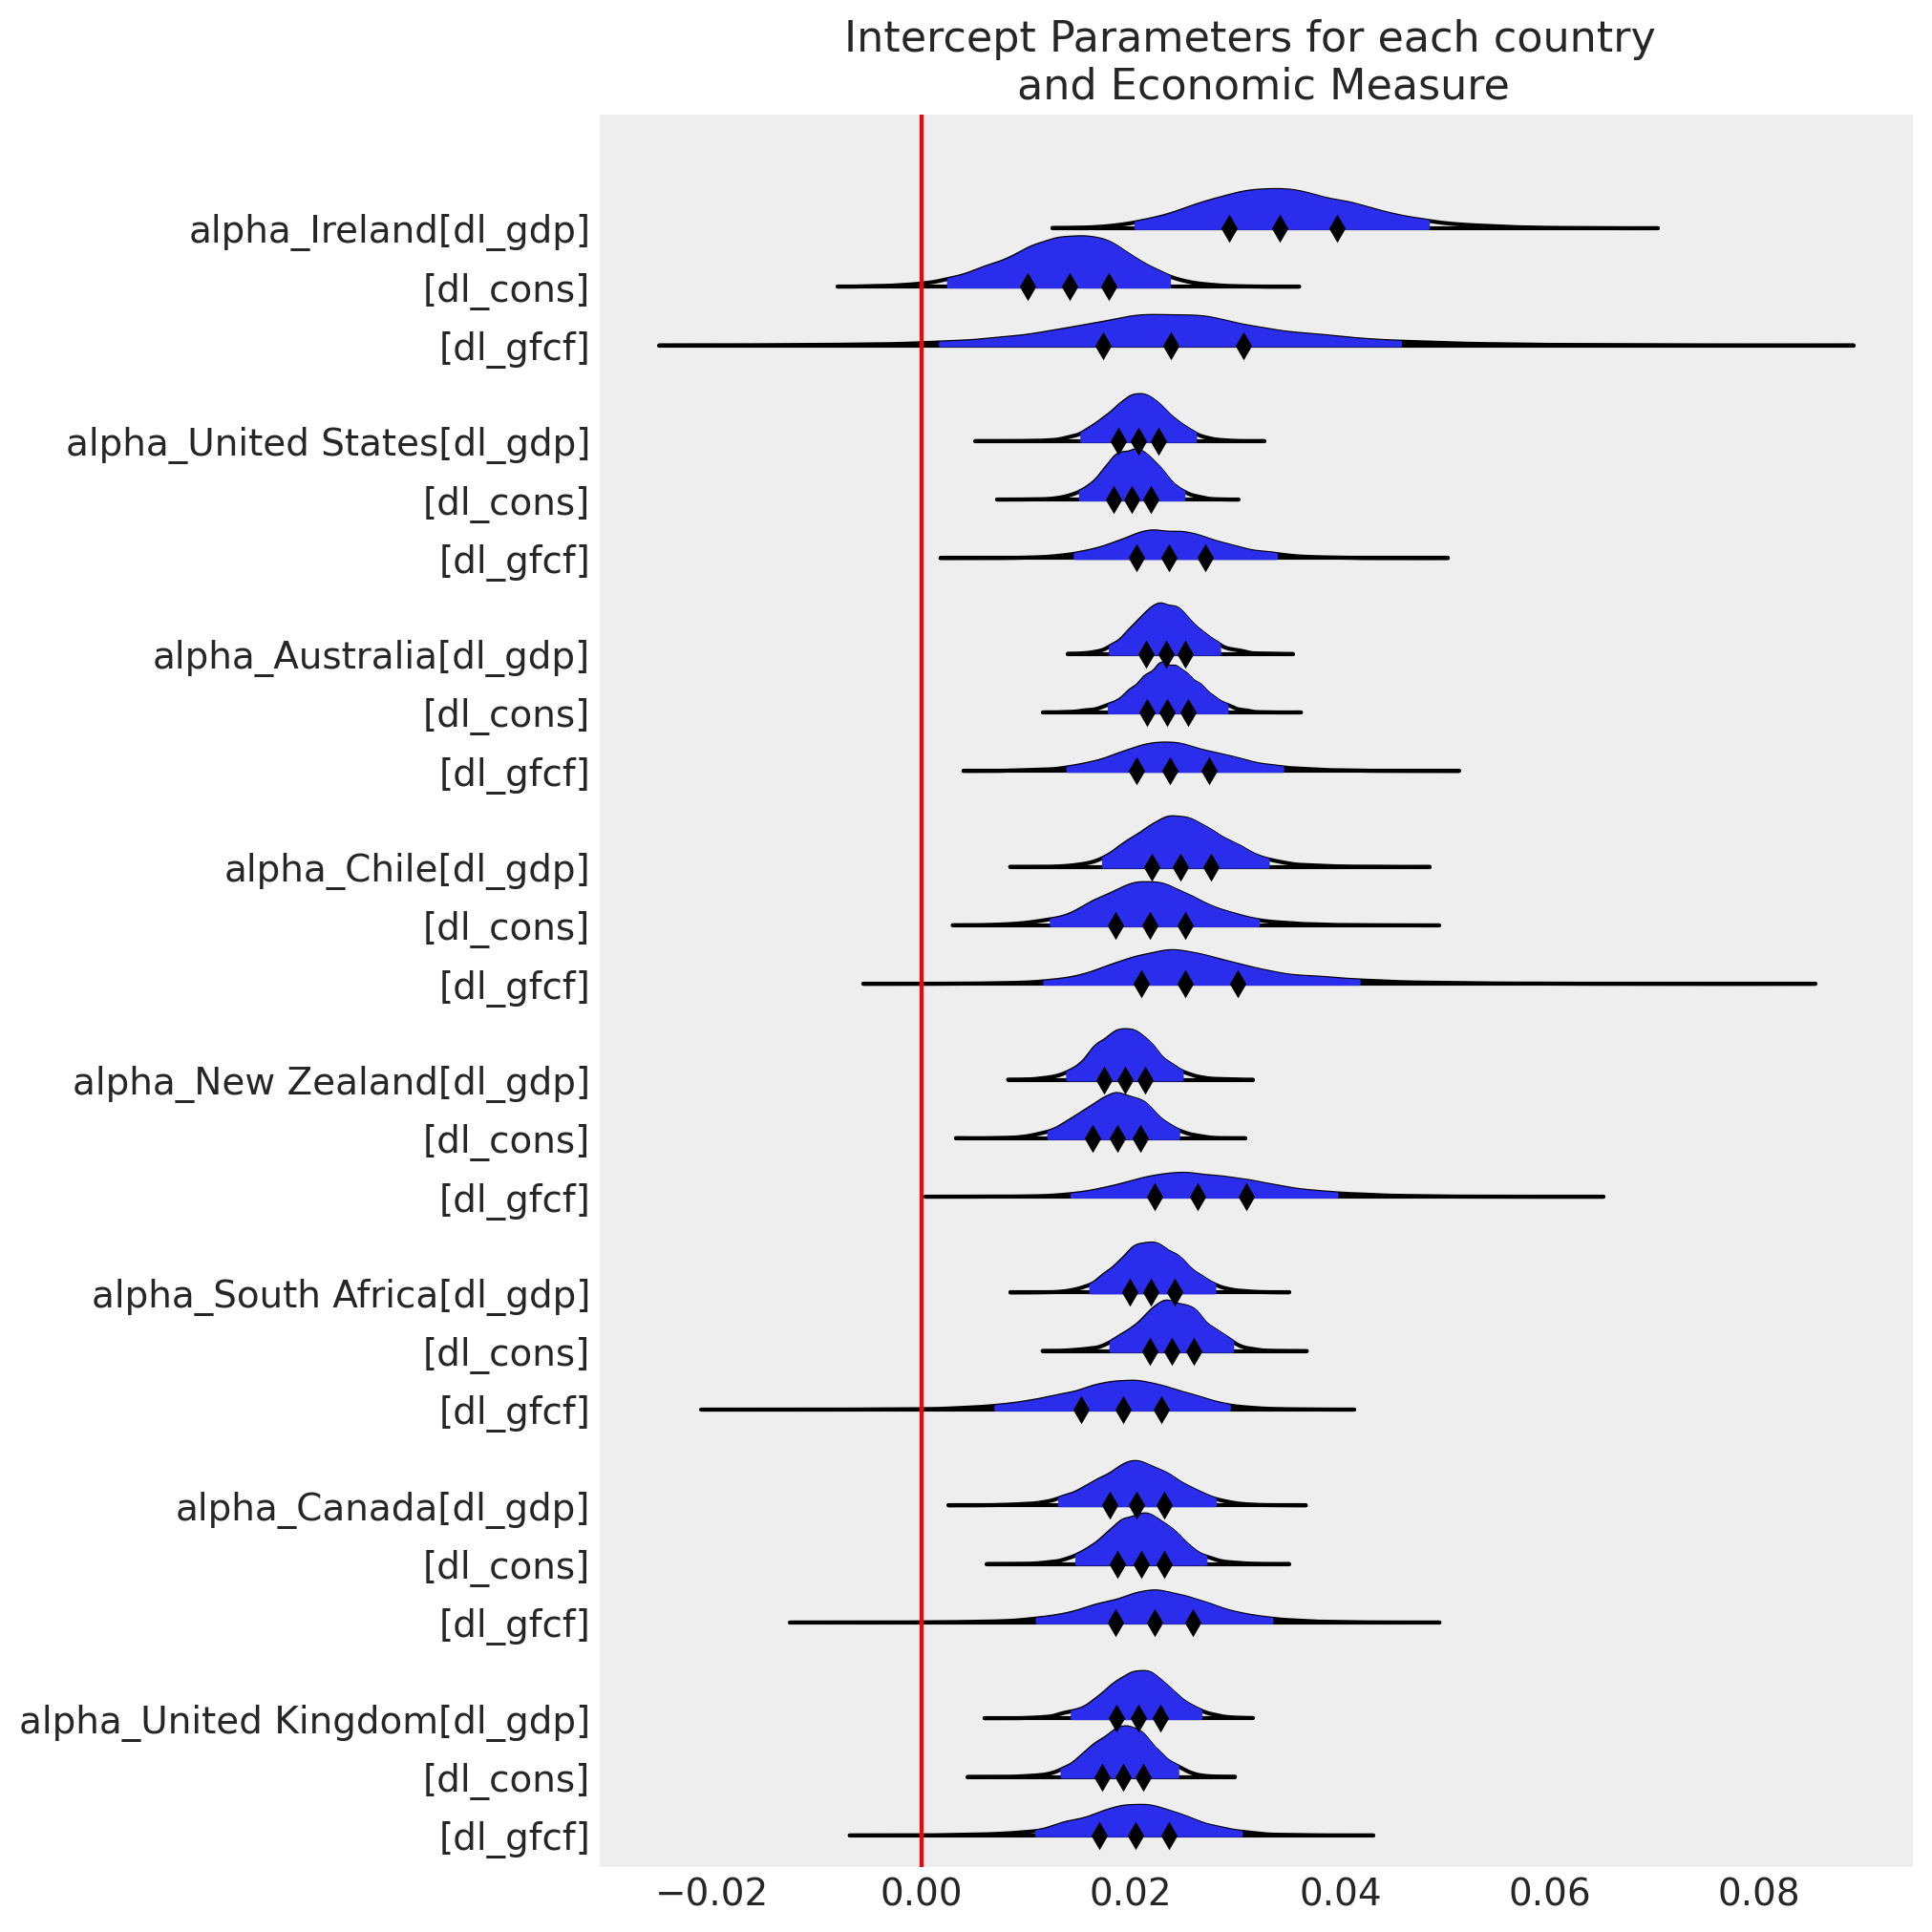 Intercept Parameters for each country
and Economic Measure
alpha_Ireland[dl_gdp]
[dl_cons]
[dl_gfcf]
alpha_United States[dl_gdp]
[dl_cons]
[dl_gfcf]
alpha_Australia[dl_gdp]
[dl_cons]
[dl_gfcf]
alpha_Chile[dl_gdp]
[dl_cons]
[dl_gfcf]
alpha_New Zealand[dl_gdp]
[dl_cons]
[dl_gfcf]
alpha_South Africa[dl_gdp]
[dl_cons]
[dl_gfcf]
alpha_Canada[dl_gdp]
[dl_cons]
[dl_gfcf]
alpha_United Kingdom[dl_gdp]
[dl_cons]
[dl_gfcf]
−0.02 0.00 0.02 0.04 0.06 0.08